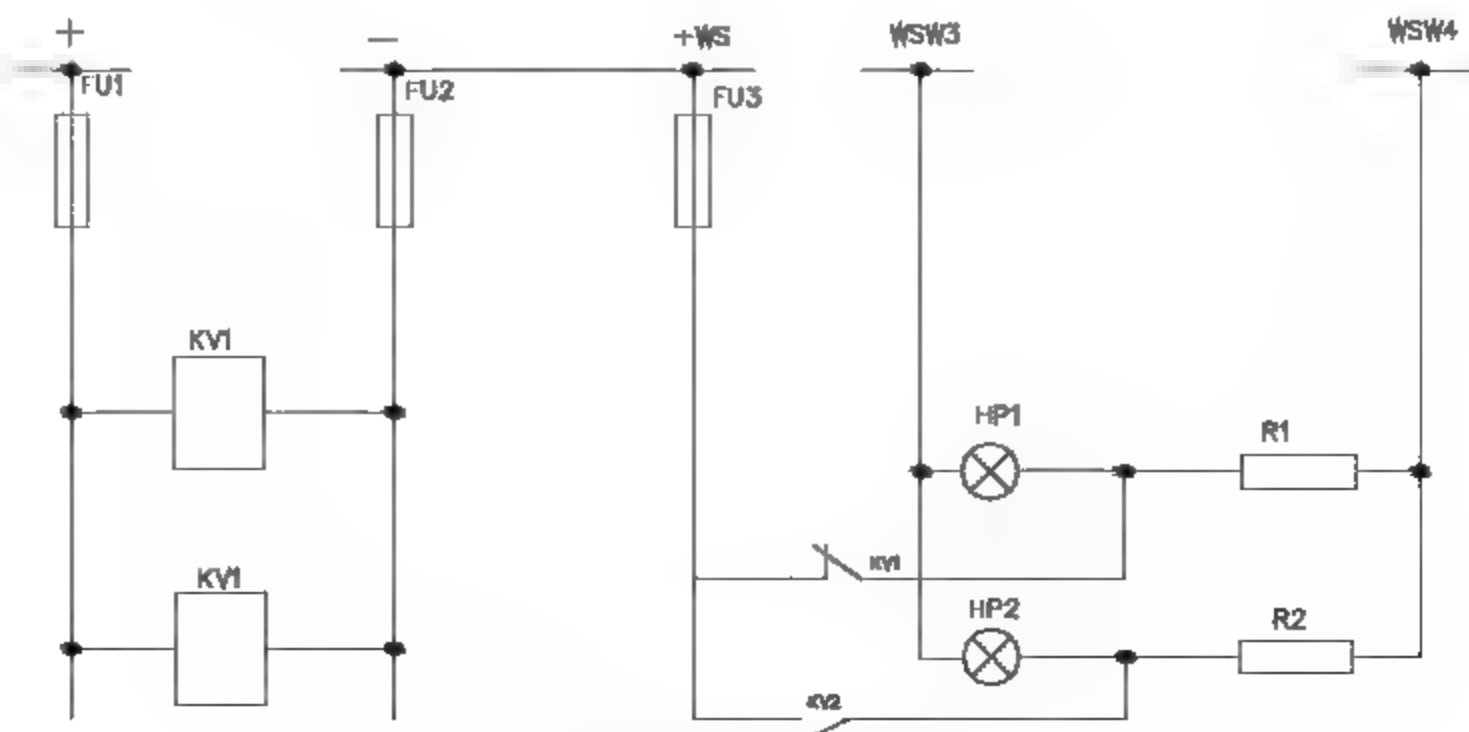 + — +WS WSW3 WSW4
FU1 FU2 FU3
KV1
HP1 R1
KV1 KV1
HP2 R2
KV2